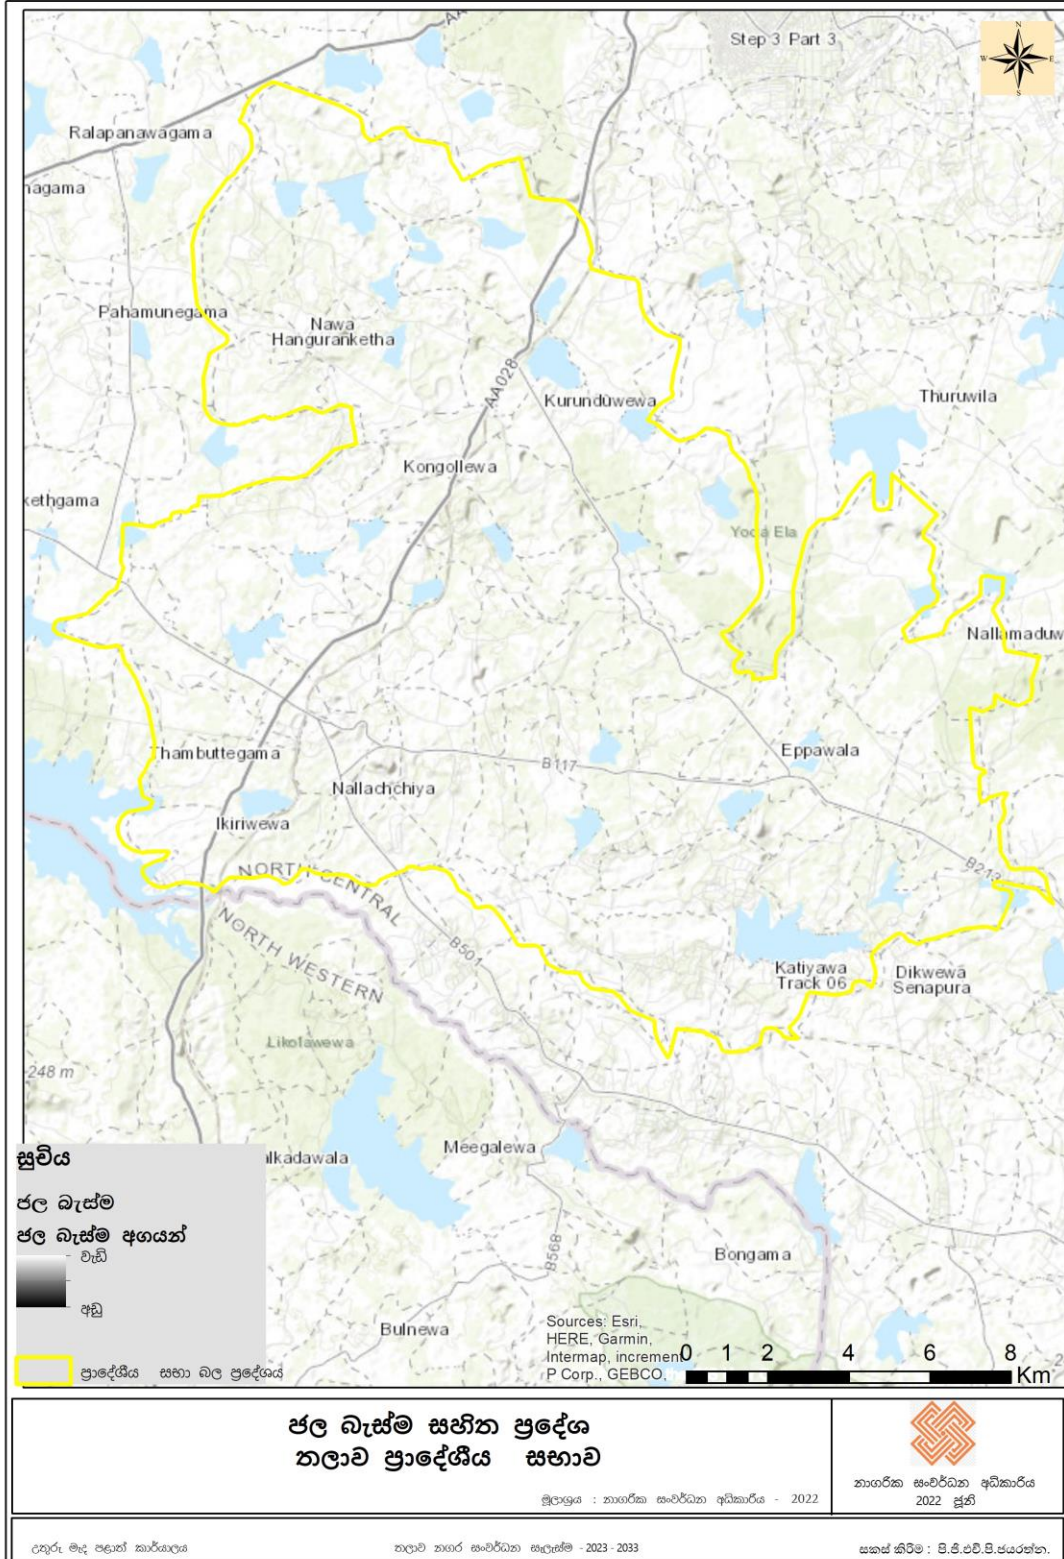 Step 3 Part 3
N
W
E
S
AA
Ralapanawagama
nagama
Pahamunegama
Nawa
Hanguranketha
AA028
Kurunduwewa
Thuruwila
Kongollewa
kethgama
Yoda Ela
Nallamaduw
Thambuttegama
B117
Eppawala
Nallachchiya
Ikiriwewa
NORTH CENTRAL
B213
NORTH WESTERN
B501
Katiyawa
Track 06
Dikwewa
Senapura
Likolawewa
248 m
alkadawala
Meegalewa
Bongama
B568
Bulnewa
සුචිය
ජල බැස්ම
ජල බැස්ම අගයන්
වැඩි
අඩු
ප්‍රාදේශීය සභා බල ප්‍රදේශය
Sources: Esri,
HERE, Garmin,
Intermap, increment
P Corp., GEBCO,
0 1 2 4 6 8
Km
ජල බැස්ම සහිත ප්‍රදේශ
තලාව ප්‍රාදේශීය සභාව
මූලාශ්‍රය : නාගරික සංවර්ධන අධිකාරිය - 2022
නාගරික සංවර්ධන අධිකාරිය
2022 ජූනි
උතුරු මැද පළාත් කාර්යාලය
තලාව නගර සංවර්ධන සැලැස්ම - 2023 - 2033
සකස් කිරීම : පි.ජී.එච්.පි.ජයරත්න.